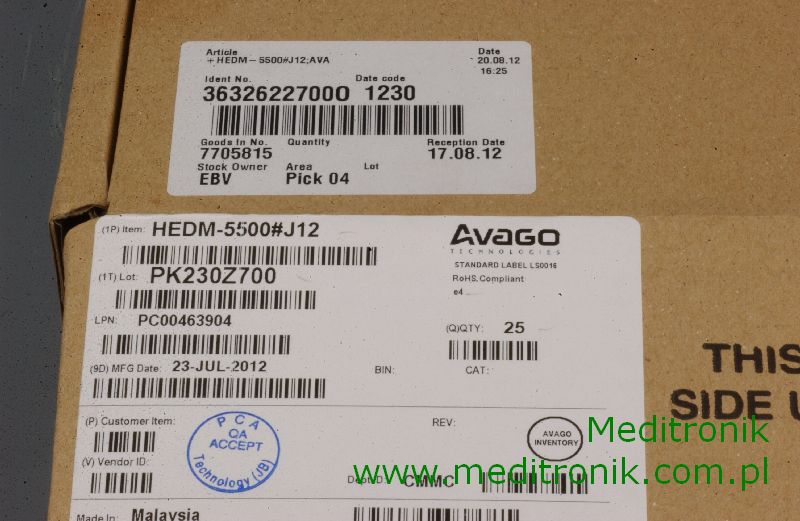 Article
+HEDM-5500#J12;AVA
Date
20.08.12
16:25
Ident No.
36326227000
Date code
1230
Goods In No.
7705815
Quantity
Reception Date
17.08.12
Stock Owner
EBV
Area
Pick 04
Lot
(1P) Item: HEDM-5500#J12
AVAGO
TECHNOLOGIES
STANDARD LABEL LS0016
RoHS Compliant
e4
(1T) Lot: PK230Z700
LPN: PC00463904
(Q)QTY: 25
(9D) MFG Date: 23-JUL-2012
BIN:
CAT:
(P) Customer Item:
REV:
PCA
QA
ACCEPT
Technology (JB)
AVAGO
INVENTORY
(V) Vendor ID:
CMMC
Made In: Malaysia
THIS
SIDE U
Meditronik
www.meditronik.com.pl